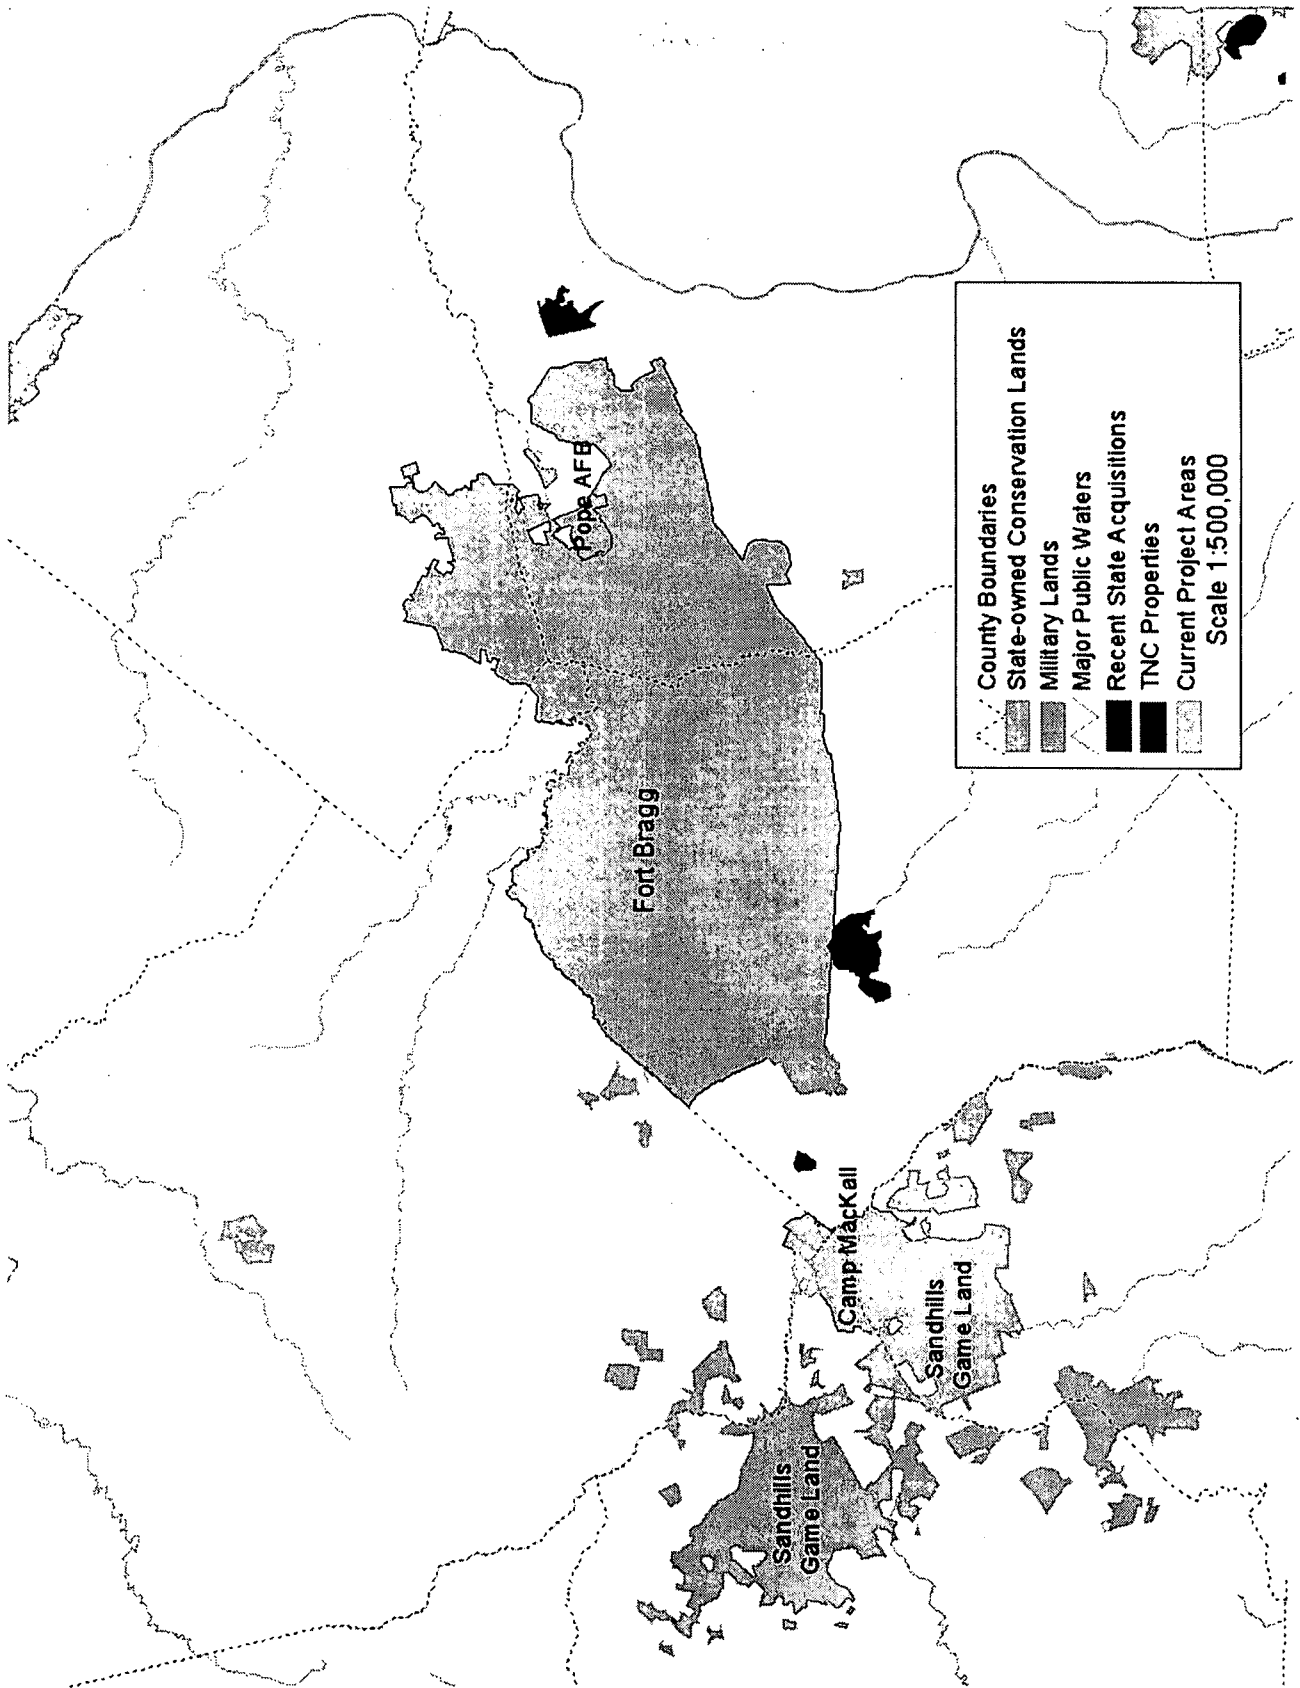 Sandhills
Game Land
Sandhills
Game Land
Camp MacKall
Fort Bragg
Pope AFB
County Boundaries
State-owned Conservation Lands
Military Lands
Major Public Waters
Recent State Acquisitions
TNC Properties
Current Project Areas
Scale 1:500,000